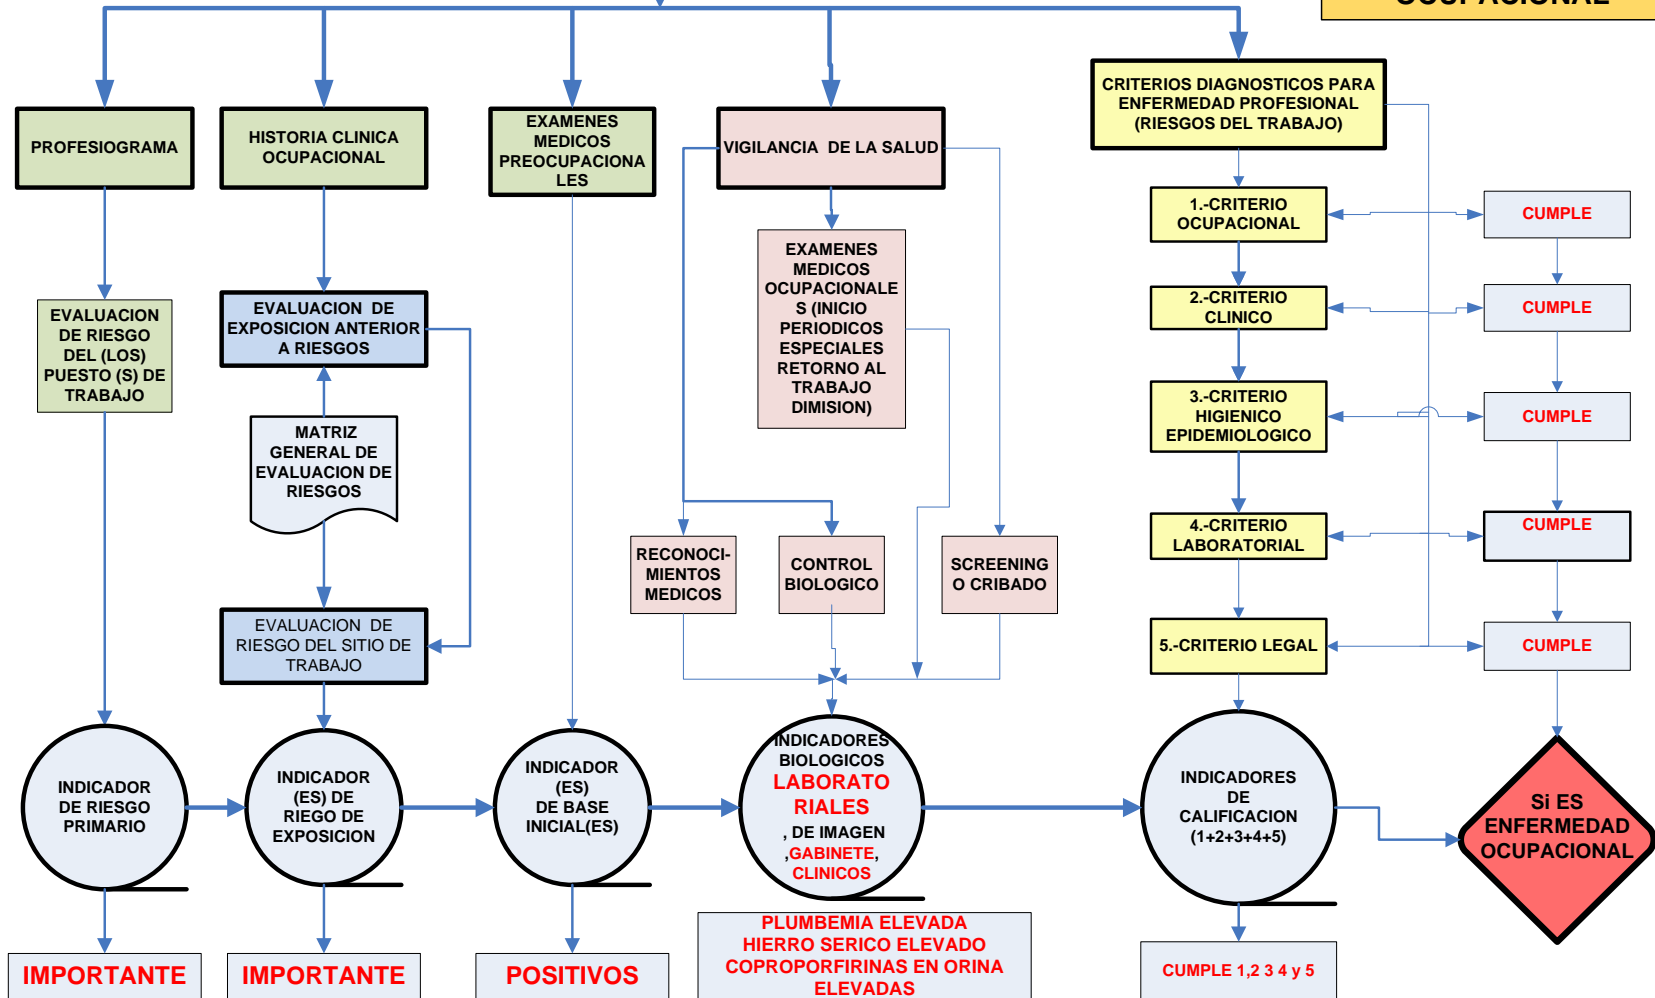 OCUPACIONAL
PROFESIOGRAMA
HISTORIA CLINICA
OCUPACIONAL
EXAMENES
MEDICOS
PREOCUPACIONA
LES
VIGILANCIA DE LA SALUD
CRITERIOS DIAGNOSTICOS PARA
ENFERMEDAD PROFESIONAL
(RIESGOS DEL TRABAJO)
EVALUACION
DE RIESGO
DEL (LOS)
PUESTO (S) DE
TRABAJO
EVALUACION DE
EXPOSICION ANTERIOR
A RIESGOS
MATRIZ
GENERAL DE
EVALUACION DE
RIESGOS
EVALUACION DE
RIESGO DEL SITIO DE
TRABAJO
EXAMENES
MEDICOS
OCUPACIONALE
S (INICIO
PERIODICOS
ESPECIALES
RETORNO AL
TRABAJO
DIMISION)
RECONOCI-
MIENTOS
MEDICOS
CONTROL
BIOLOGICO
SCREENING
O CRIBADO
1.-CRITERIO
OCUPACIONAL
CUMPLE
2.-CRITERIO
CLINICO
CUMPLE
3.-CRITERIO
HIGIENICO
EPIDEMIOLOGICO
CUMPLE
4.-CRITERIO
LABORATORIAL
CUMPLE
5.-CRITERIO LEGAL
CUMPLE
INDICADOR
DE RIESGO
PRIMARIO
INDICADOR
(ES) DE
RIEGO DE
EXPOSICION
INDICADOR
(ES)
DE BASE
INICIAL(ES)
INDICADORES
BIOLOGICOS
LABORATO
RIALES
, DE IMAGEN
,GABINETE,
CLINICOS
INDICADORES
DE
CALIFICACION
(1+2+3+4+5)
Si ES
ENFERMEDAD
OCUPACIONAL
IMPORTANTE
IMPORTANTE
POSITIVOS
PLUMBEMIA ELEVADA
HIERRO SERICO ELEVADO
COPROPORFIRINAS EN ORINA
ELEVADAS
CUMPLE 1,2 3 4 y 5